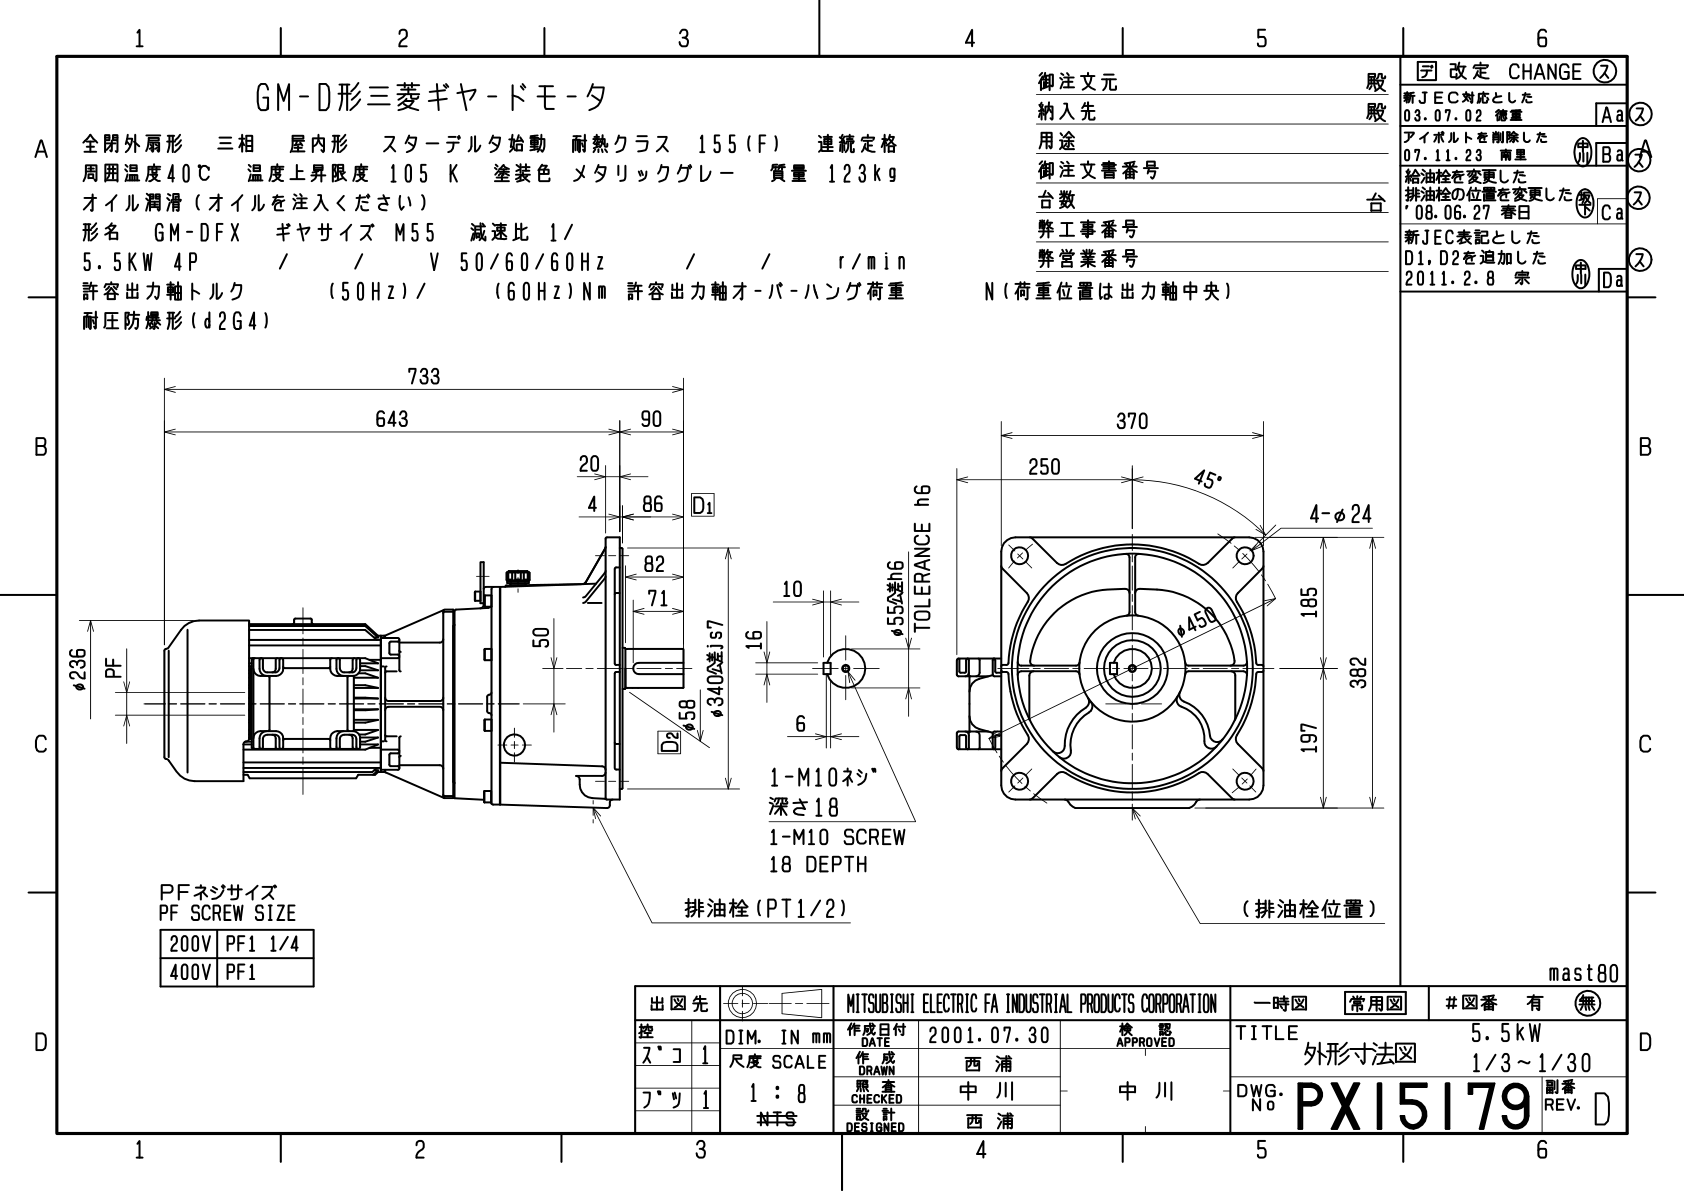 1 2 3 4 5 6
A
B
C
D
GM-D形三菱ギヤードモータ
全閉外扇形 三相 屋内形 スターデルタ始動 耐熱クラス 155(F) 連続定格
周囲温度40℃ 温度上昇限度 105 K 塗装色 メタリックグレー 質量 123kg
オイル潤滑(オイルを注入ください)
形名 GM-DFX ギヤサイズ M55 減速比 1/
5.5KW 4P / / V 50/60/60Hz / / r/min
許容出力軸トルク (50Hz)/ (60Hz)Nm 許容出力軸オーバーハング荷重 N(荷重位置は出力軸中央)
耐圧防爆形(d2G4)
御注文元 殿
納入先 殿
用途
御注文書番号
台数 台
弊工事番号
弊営業番号
デ 改定 CHANGE ス
新JEC対応とした
03.07.02 徳重 Aa ス
アイボルトを削除した
07.11.23 南里 中川 Ba ス
A
給油栓を変更した
排油栓の位置を変更した
'08.06.27 春日 Ca ス
新JEC表記とした
D1,D2を追加した
2011.2.8 宗 中川 Da ス
733
643 90
20
4 86 D1
82
71
50
φ236
PF
φ340公差js7
φ58
D2
10
16
6
φ55公差h6
TOLERANCE h6
1-M10ネジ
深さ18
1-M10 SCREW
18 DEPTH
370
250
45°
4-φ24
φ450
185
382
197
排油栓(PT1/2)
(排油栓位置)
PFネジサイズ
PF SCREW SIZE
200V PF1 1/4
400V PF1
mast80
出図先
控
ズコ 1
ブツ 1
DIM. IN mm
尺度 SCALE
1 : 8
NTS
MITSUBISHI ELECTRIC FA INDUSTRIAL PRODUCTS CORPORATION
作成日付 DATE 2001.07.30
検認 APPROVED
作成 DRAWN 西浦
照査 CHECKED 中川
中川
設計 DESIGNED 西浦
一時図 常用図 #図番 有 無
TITLE
外形寸法図
5.5kW
1/3~1/30
DWG. No PX15179
副番 REV. D
A
B
C
D
1 2 3 4 5 6